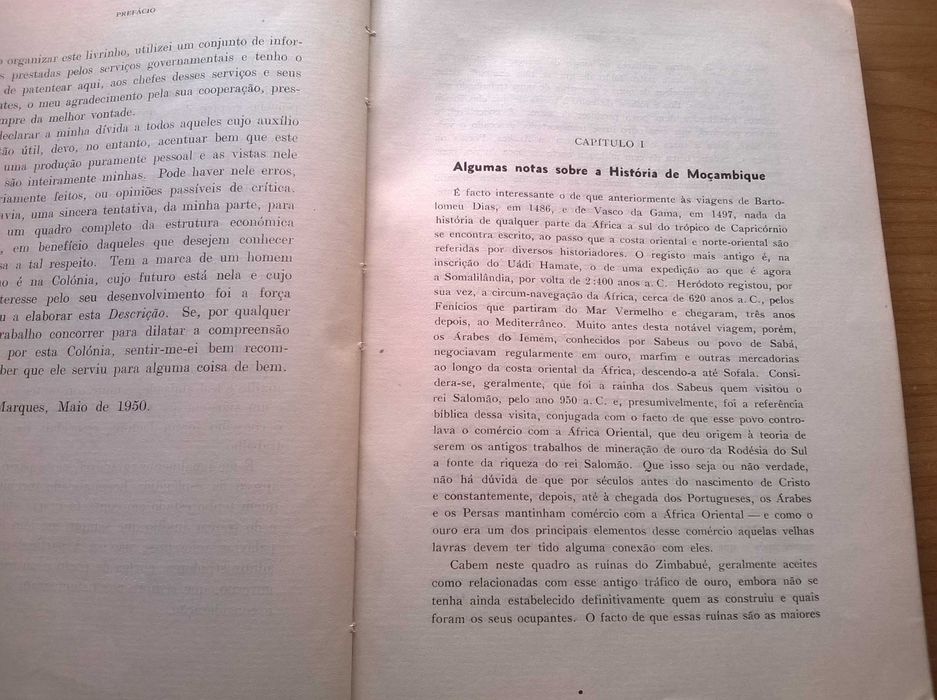 PREFÁCIO
organizar este livrinho, utilizei um conjunto de infor-
s prestadas pelos serviços governamentais e tenho o
de patentear aqui, aos chefes desses serviços e seus
ntes, o meu agradecimento pela sua cooperação, pres-
mpre da melhor vontade.
declarar a minha dívida a todos aqueles cujo auxílio
tão útil, devo, no entanto, acentuar bem que este
uma produção puramente pessoal e as vistas nele
são inteiramente minhas. Pode haver nele erros,
riamente feitos, ou opiniões passíveis de crítica.
avia, uma sincera tentativa, da minha parte, para
um quadro completo da estrutura económica
, em benefício daqueles que desejem conhecer
sa a tal respeito. Tem a marca de um homem
no é na Colónia, cujo futuro está nela e cujo
teresse pelo seu desenvolvimento foi a força
u a elaborar esta Descrição. Se, por qualquer
trabalho concorrer para dilatar a compreensão
por esta Colónia, sentir-me-ei bem recom-
ber que ele serviu para alguma coisa de bem.
Marques, Maio de 1950.
CAPÍTULO I
Algumas notas sobre a História de Moçambique
É facto interessante o de que anteriormente às viagens de Barto-
lomeu Dias, em 1486, e de Vasco da Gama, em 1497, nada da
história de qualquer parte da África a sul do trópico de Capricórnio
se encontra escrito, ao passo que a costa oriental e norte-oriental são
referidas por diversos historiadores. O registo mais antigo é, na
inscrição do Uádi Hamate, o de uma expedição ao que é agora
a Somalilândia, por volta de 2:400 anos a. C. Heródoto registou, por
sua vez, a circum-navegação da África, cerca de 620 anos a. C., pelos
Fenícios que partiram do Mar Vermelho e chegaram, três anos
depois, ao Mediterrâneo. Muito antes desta notável viagem, porém,
os Árabes do Iemem, conhecidos por Sabeus ou povo de Sabá,
negociavam regularmente em ouro, marfim e outras mercadorias
ao longo da costa oriental da África, descendo-a até Sofala. Consi-
dera-se, geralmente, que foi a rainha dos Sabeus quem visitou o
rei Salomão, pelo ano 950 a. C. e, presumivelmente, foi a referência
bíblica dessa visita, conjugada com o facto de que esse povo contro-
lava o comércio com a África Oriental, que deu origem à teoria de
serem os antigos trabalhos de mineração de ouro da Rodésia do Sul
a fonte da riqueza do rei Salomão. Que isso seja ou não verdade,
não há dúvida de que por séculos antes do nascimento de Cristo
e constantemente, depois, até à chegada dos Portugueses, os Árabes
e os Persas mantinham comércio com a África Oriental — e como o
ouro era um dos principais elementos desse comércio aquelas velhas
lavras devem ter tido alguma conexão com eles.
Cabem neste quadro as ruínas do Zimbabué, geralmente aceites
como relacionadas com esse antigo tráfico de ouro, embora não se
tenha ainda estabelecido definitivamente quem as construiu e quais
foram os seus ocupantes. O facto de que essas ruínas são as maiores